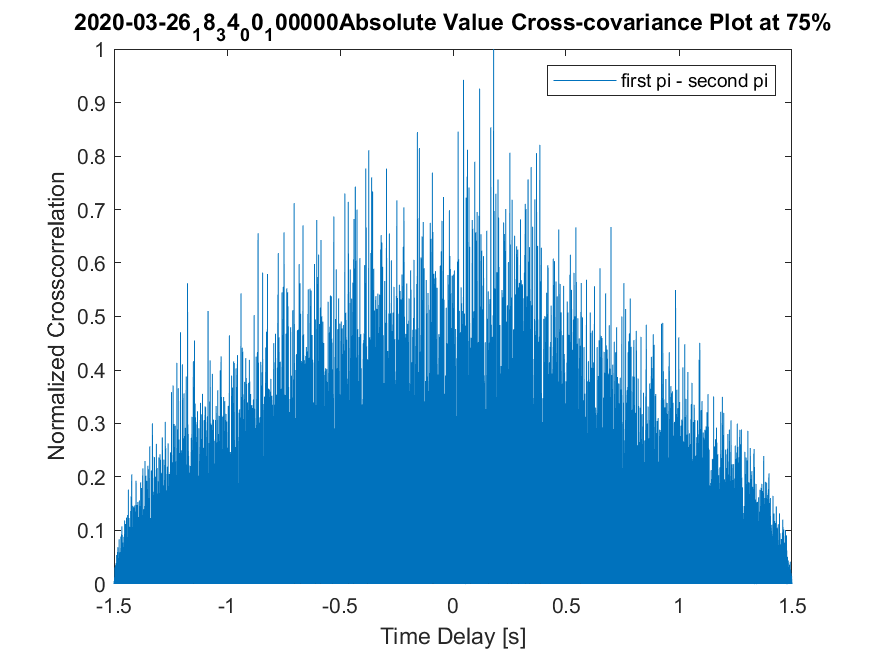 2020-03-26₁8₃4₀0₁00000Absolute Value Cross-covariance Plot at 75%
first pi - second pi
1
0.9
0.8
0.7
0.6
0.5
0.4
0.3
0.2
0.1
0
Normalized Crosscorrelation
-1.5 -1 -0.5 0 0.5 1 1.5
Time Delay [s]